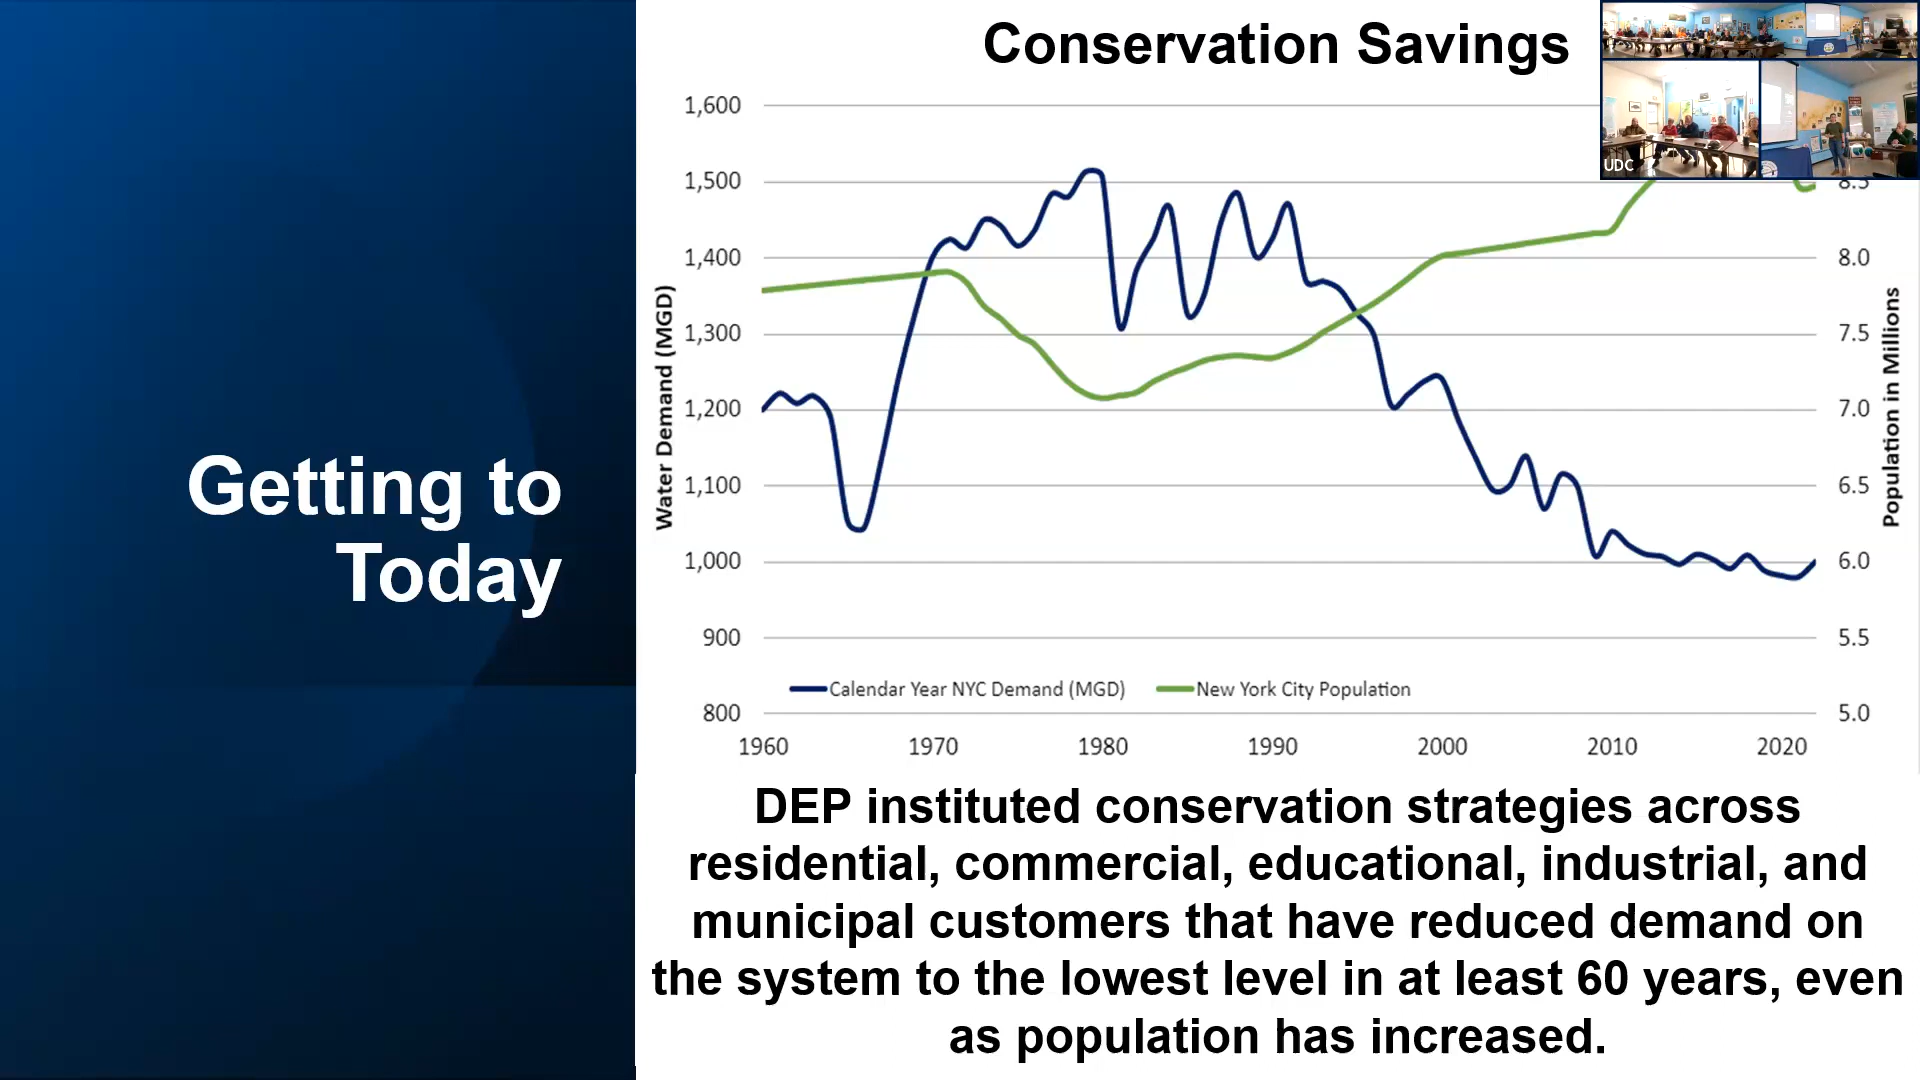 Getting to
Today
Conservation Savings
UDC
1,600
1,500
1,400
1,300
1,200
1,100
1,000
900
800
Water Demand (MGD)
8.5
8.0
7.5
7.0
6.5
6.0
5.5
5.0
Population in Millions
Calendar Year NYC Demand (MGD)
New York City Population
1960 1970 1980 1990 2000 2010 2020
DEP instituted conservation strategies across
residential, commercial, educational, industrial, and
municipal customers that have reduced demand on
the system to the lowest level in at least 60 years, even
as population has increased.